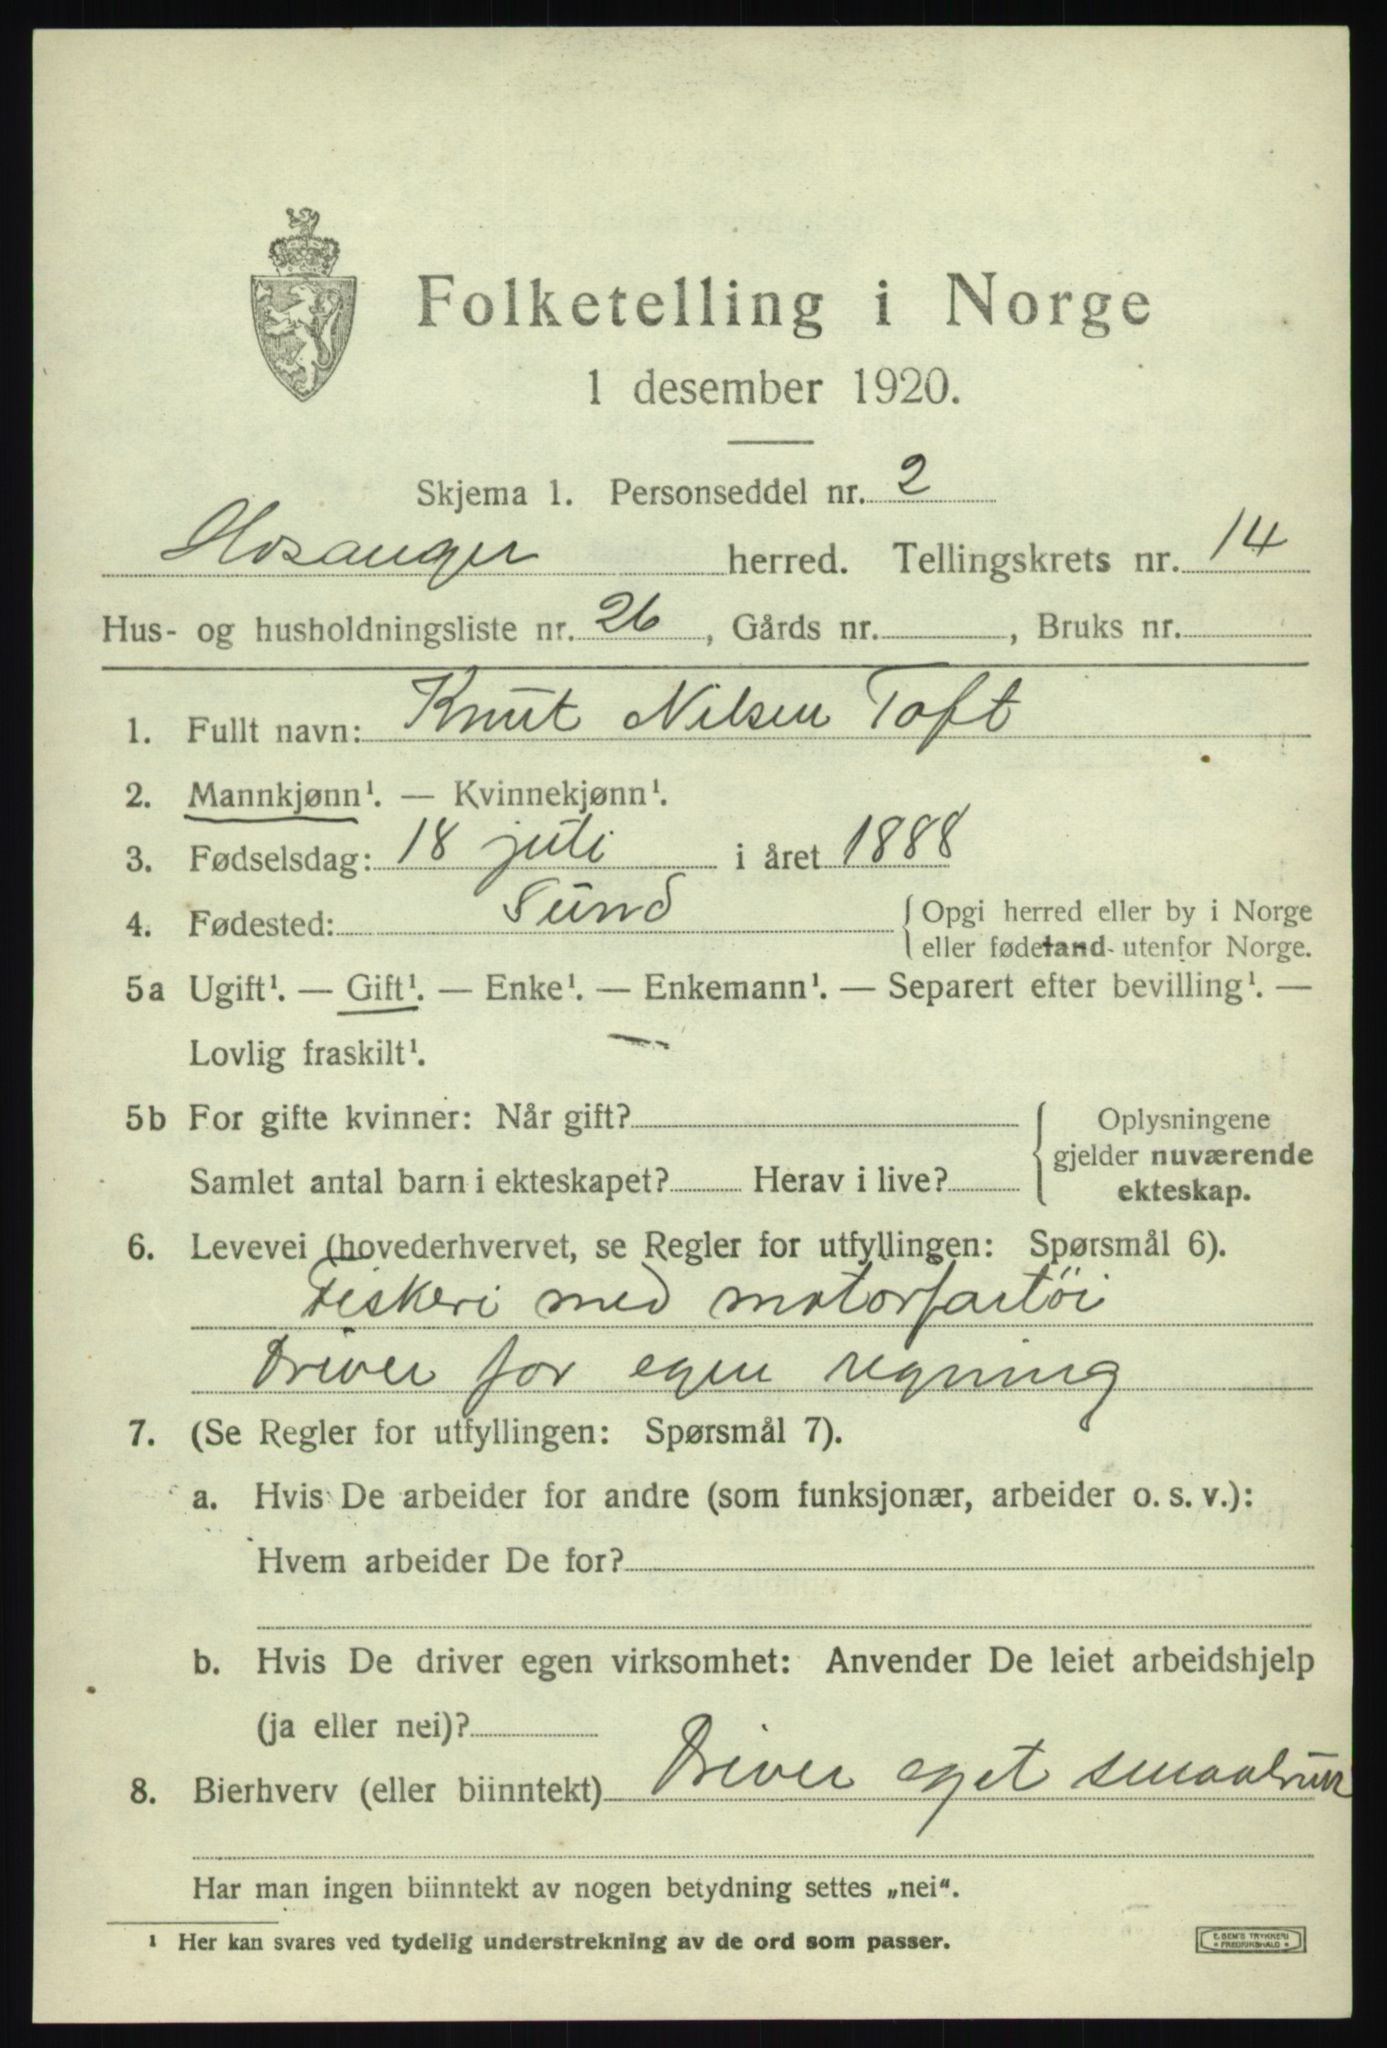 Folketelling i Norge
1 desember 1920.
Skjema 1. Personseddel nr. 2
Hosanger herred. Tellingskrets nr. 14
Hus- og husholdningsliste nr. 26, Gårds nr. , Bruks nr.
1. Fullt navn: Knut Nilsen Toft
2. Mannkjønn¹. — Kvinnekjønn¹.
3. Fødselsdag: 18 juli i året 1888
4. Fødested: Sund { Opgi herred eller by i Norge
eller fødeland utenfor Norge.
5a Ugift¹. — Gift¹. — Enke¹. — Enkemann¹. — Separert efter bevilling¹. —
Lovlig fraskilt¹.
5b For gifte kvinner: Når gift? { Oplysningene
gjelder nuværende
Samlet antal barn i ekteskapet? Herav i live?
ekteskap.
6. Levevei (hovederhvervet, se Regler for utfyllingen: Spørsmål 6).
Fiskeri med motorfartöi
Driver for egen regning
7. (Se Regler for utfyllingen: Spørsmål 7).
a. Hvis De arbeider for andre (som funksjonær, arbeider o. s. v.):
Hvem arbeider De for?
b. Hvis De driver egen virksomhet: Anvender De leiet arbeidshjelp
(ja eller nei)?
8. Bierhverv (eller biinntekt) Driver eget smaabruk
Har man ingen biinntekt av nogen betydning settes „nei“.
¹ Her kan svares ved tydelig understrekning av de ord som passer.
E. SEM'S TRYKKERI
FREDRIKSHALD